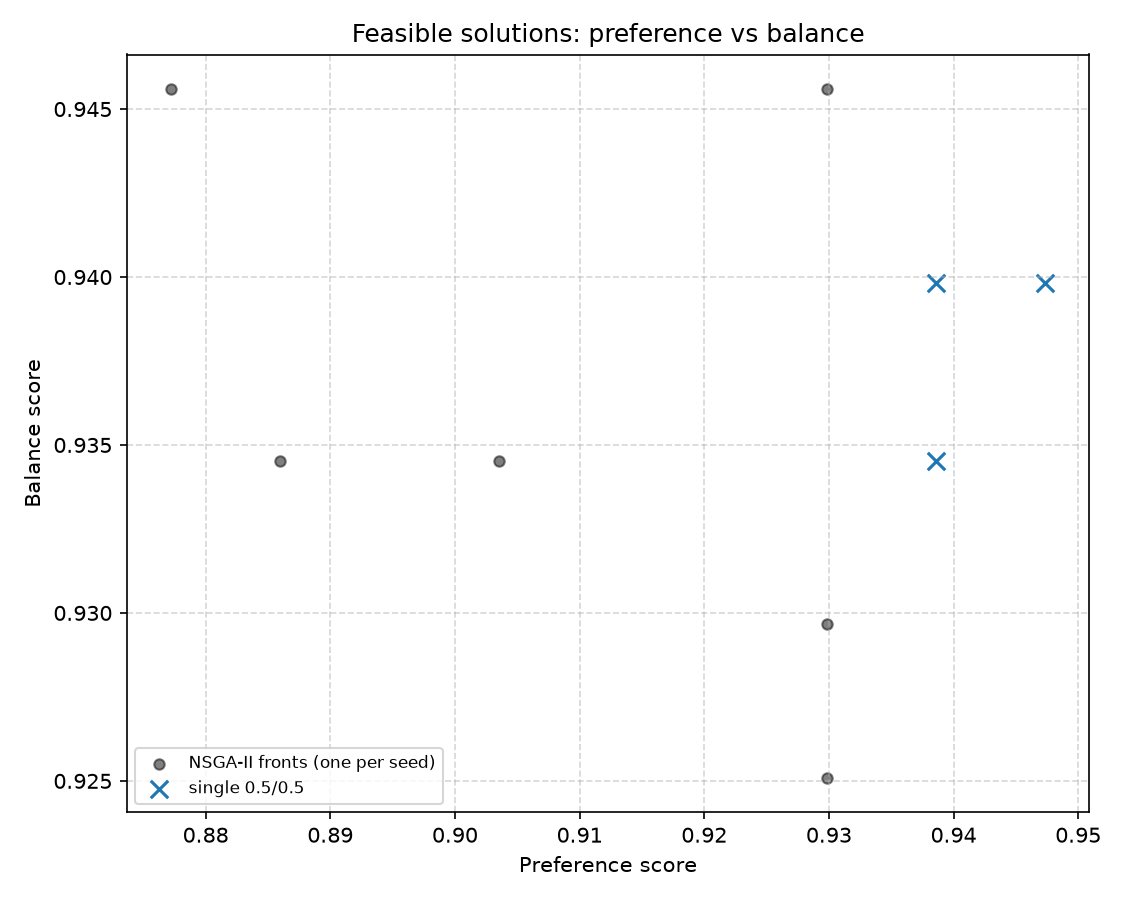 Feasible solutions: preference vs balance
Balance score
0.945
0.940
0.935
0.930
0.925
NSGA-II fronts (one per seed)
single 0.5/0.5
0.88 0.89 0.90 0.91 0.92 0.93 0.94 0.95
Preference score